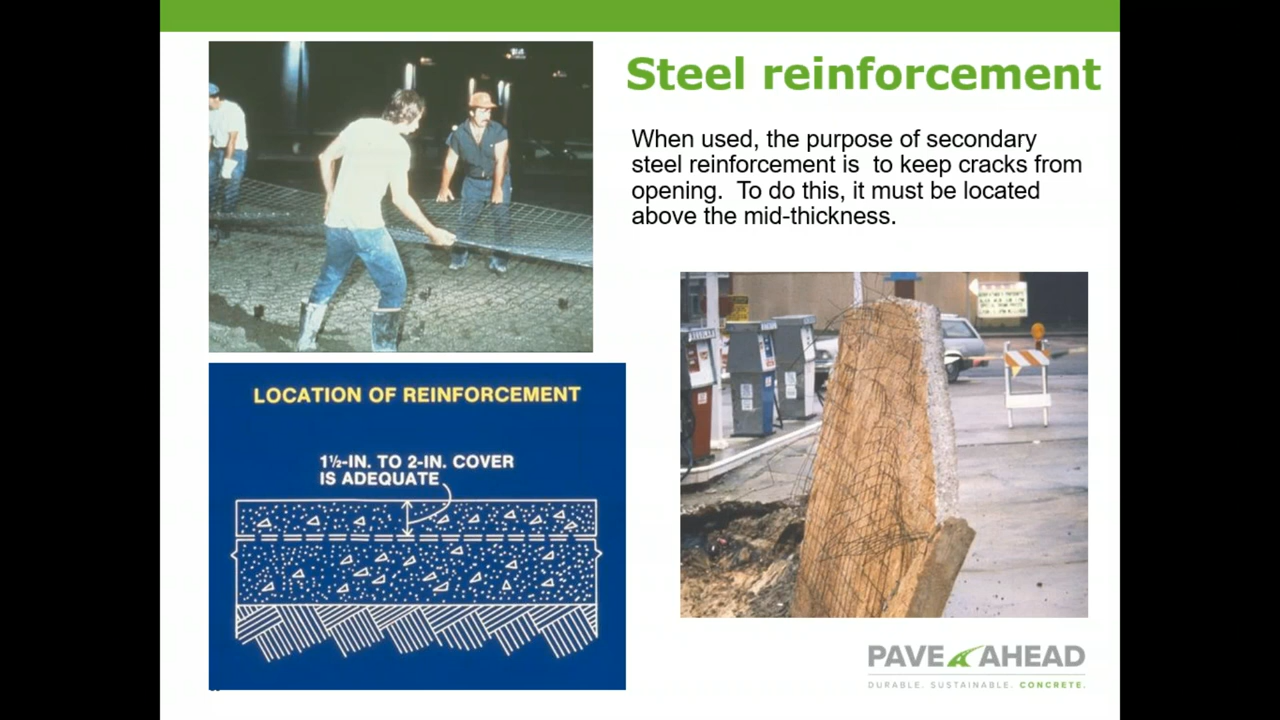 Steel reinforcement
When used, the purpose of secondary
steel reinforcement is to keep cracks from
opening. To do this, it must be located
above the mid-thickness.
LOCATION OF REINFORCEMENT
1½-IN. TO 2-IN. COVER
IS ADEQUATE
PAVE AHEAD
DURABLE. SUSTAINABLE. CONCRETE.